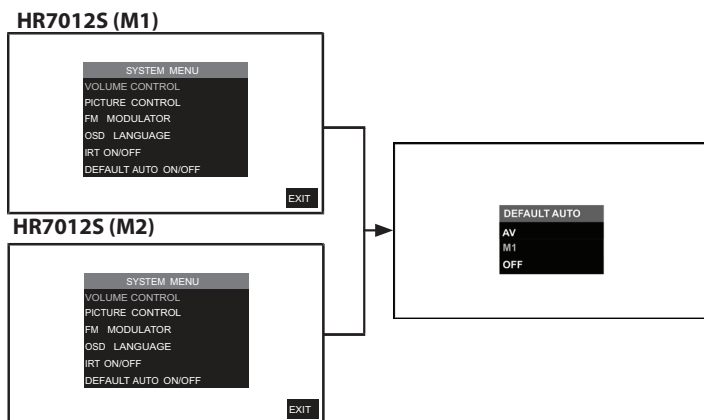 HR7012S (M1)
SYSTEM MENU
VOLUME CONTROL
PICTURE CONTROL
FM MODULATOR
OSD LANGUAGE
IRT ON/OFF
DEFAULT AUTO ON/OFF
EXIT
HR7012S (M2)
SYSTEM MENU
VOLUME CONTROL
PICTURE CONTROL
FM MODULATOR
OSD LANGUAGE
IRT ON/OFF
DEFAULT AUTO ON/OFF
EXIT
DEFAULT AUTO
AV
M1
OFF